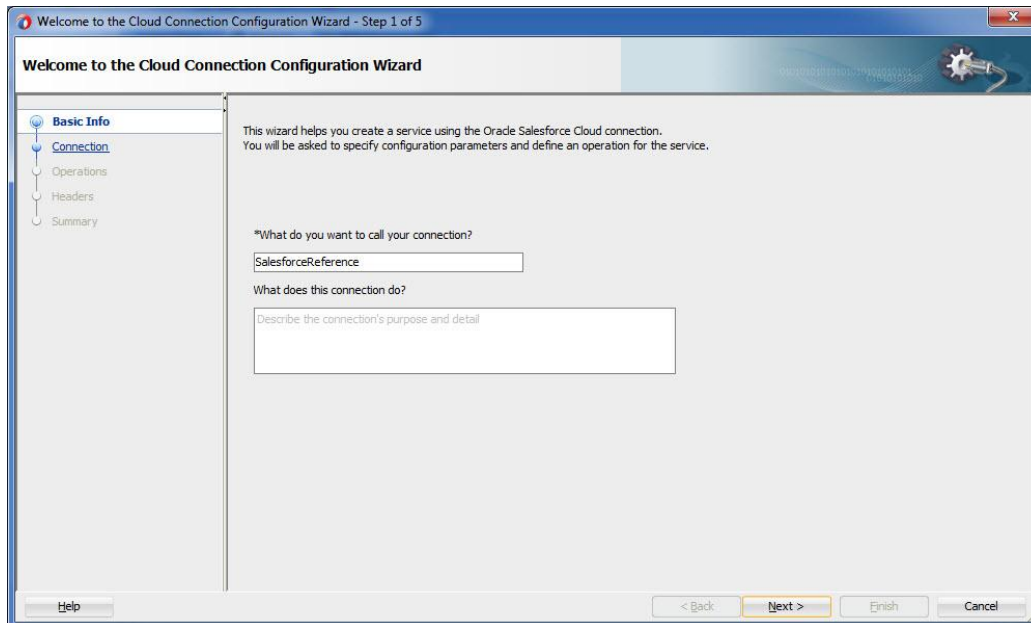 Welcome to the Cloud Connection Configuration Wizard - Step 1 of 5
Welcome to the Cloud Connection Configuration Wizard
Basic Info
Connection
Operations
Headers
Summary
This wizard helps you create a service using the Oracle Salesforce Cloud connection.
You will be asked to specify configuration parameters and define an operation for the service.
*What do you want to call your connection?
SalesforceReference
What does this connection do?
Describe the connection's purpose and detail
Help
< Back
Next >
Finish
Cancel